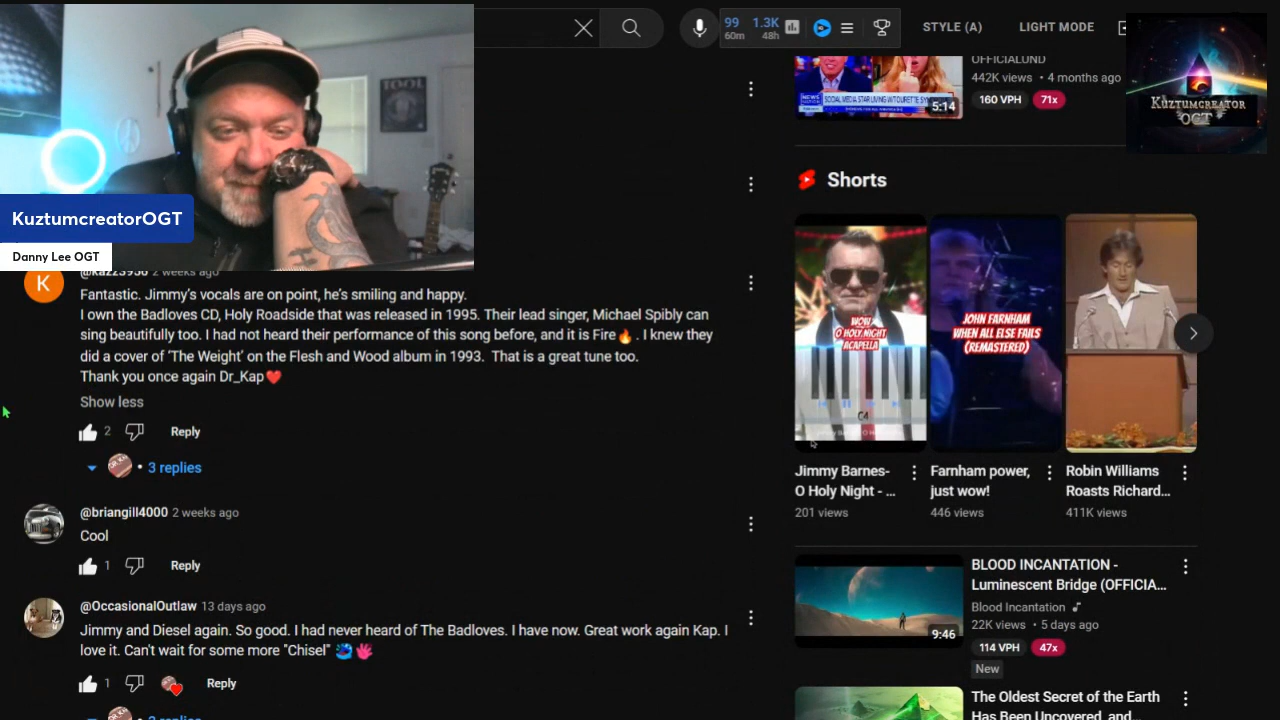 99
60m
1.3K
48h
STYLE (A)
LIGHT MODE
TOOL
KuztumcreatorOGT
Danny Lee OGT
KUZTUMCREATOR
OGT
OFFICIALUND
442K views • 4 months ago
160 VPH 71x
NEWS NATION
5:14
Shorts
K
@kazz3956 2 weeks ago
Fantastic. Jimmy's vocals are on point, he's smiling and happy.
I own the Badloves CD, Holy Roadside that was released in 1995. Their lead singer, Michael Spibly can
sing beautifully too. I had not heard their performance of this song before, and it is Fire🔥. I knew they
did a cover of 'The Weight' on the Flesh and Wood album in 1993. That is a great tune too.
Thank you once again Dr_Kap❤️
Show less
2 Reply
• 3 replies
@briangill4000 2 weeks ago
Cool
1 Reply
@OccasionalOutlaw 13 days ago
Jimmy and Diesel again. So good. I had never heard of The Badloves. I have now. Great work again Kap. I
love it. Can't wait for some more "Chisel"
1 Reply
WOW,
O HOLY NIGHT
ACAPELLA
C4
JOHN FARNHAM
WHEN ALL ELSE FAILS
(REMASTERED)
Jimmy Barnes-
O Holy Night - ...
201 views
Farnham power,
just wow!
446 views
Robin Williams
Roasts Richard...
411K views
BLOOD INCANTATION -
Luminescent Bridge (OFFICIA...
Blood Incantation
22K views • 5 days ago
114 VPH 47x
New
9:46
The Oldest Secret of the Earth
Has Been Uncovered, and